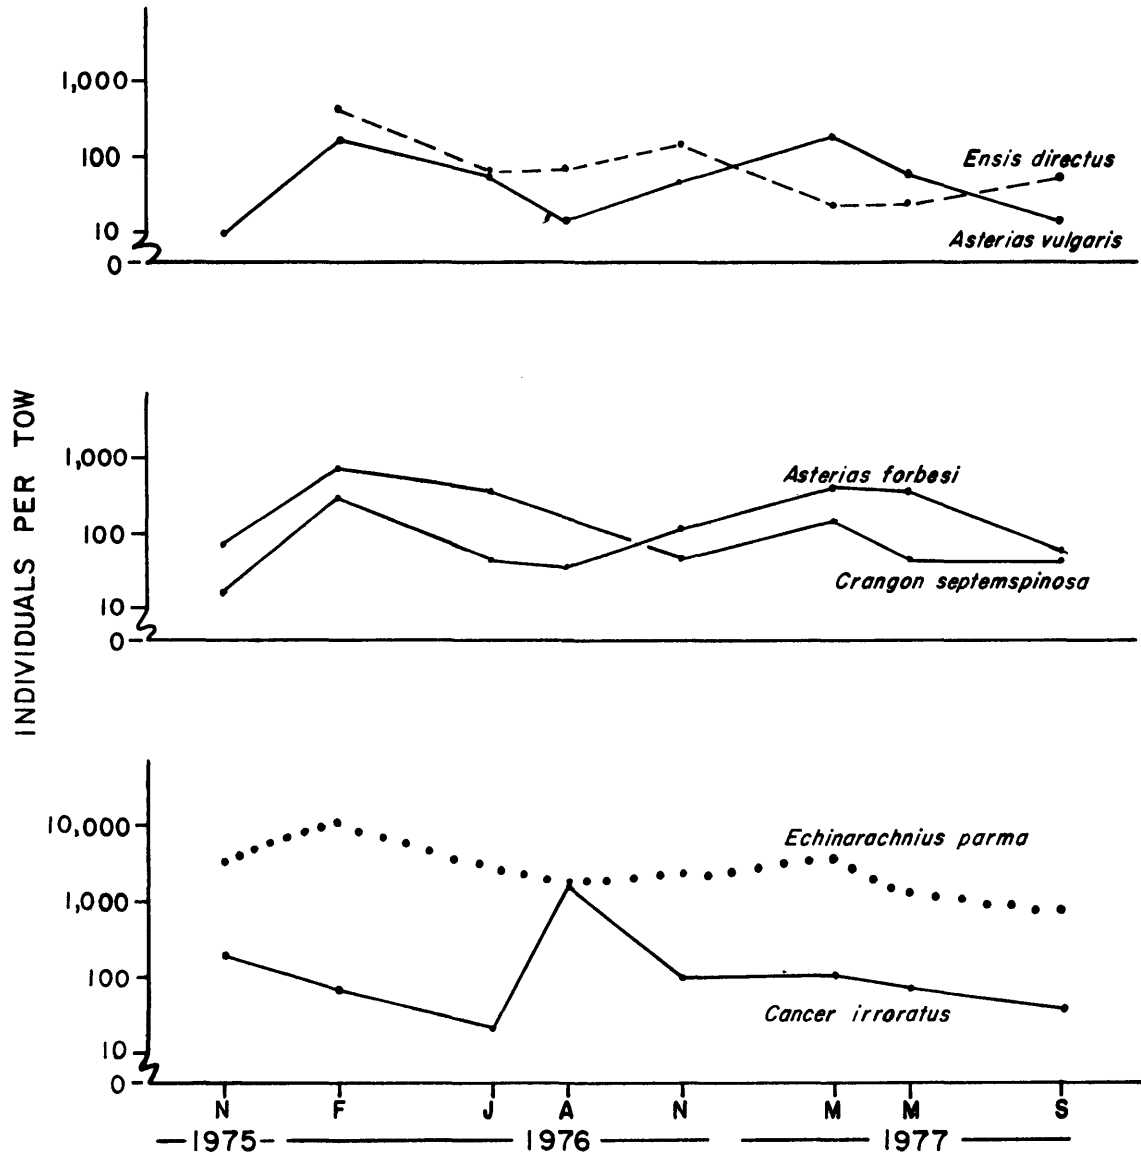 INDIVIDUALS PER TOW
1,000
100
10
0
Ensis directus
Asterias vulgaris
1,000
100
10
0
Asterias forbesi
Crangon septemspinosa
10,000
1,000
100
10
0
Echinarachnius parma
Cancer irroratus
N F J A N M M S
1975 1976 1977